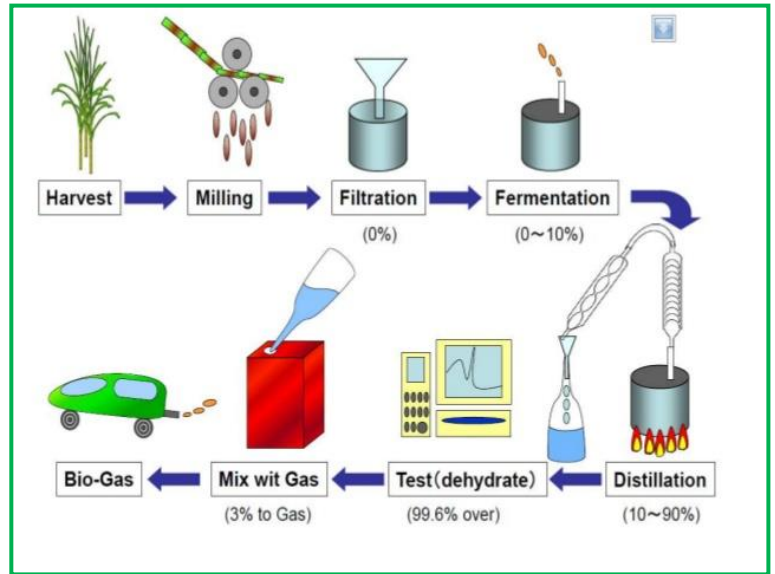 Harvest
Milling
Filtration
Fermentation
(0%)
(0～10%)
Bio-Gas
Mix wit Gas
Test(dehydrate)
Distillation
(3% to Gas)
(99.6% over)
(10～90%)